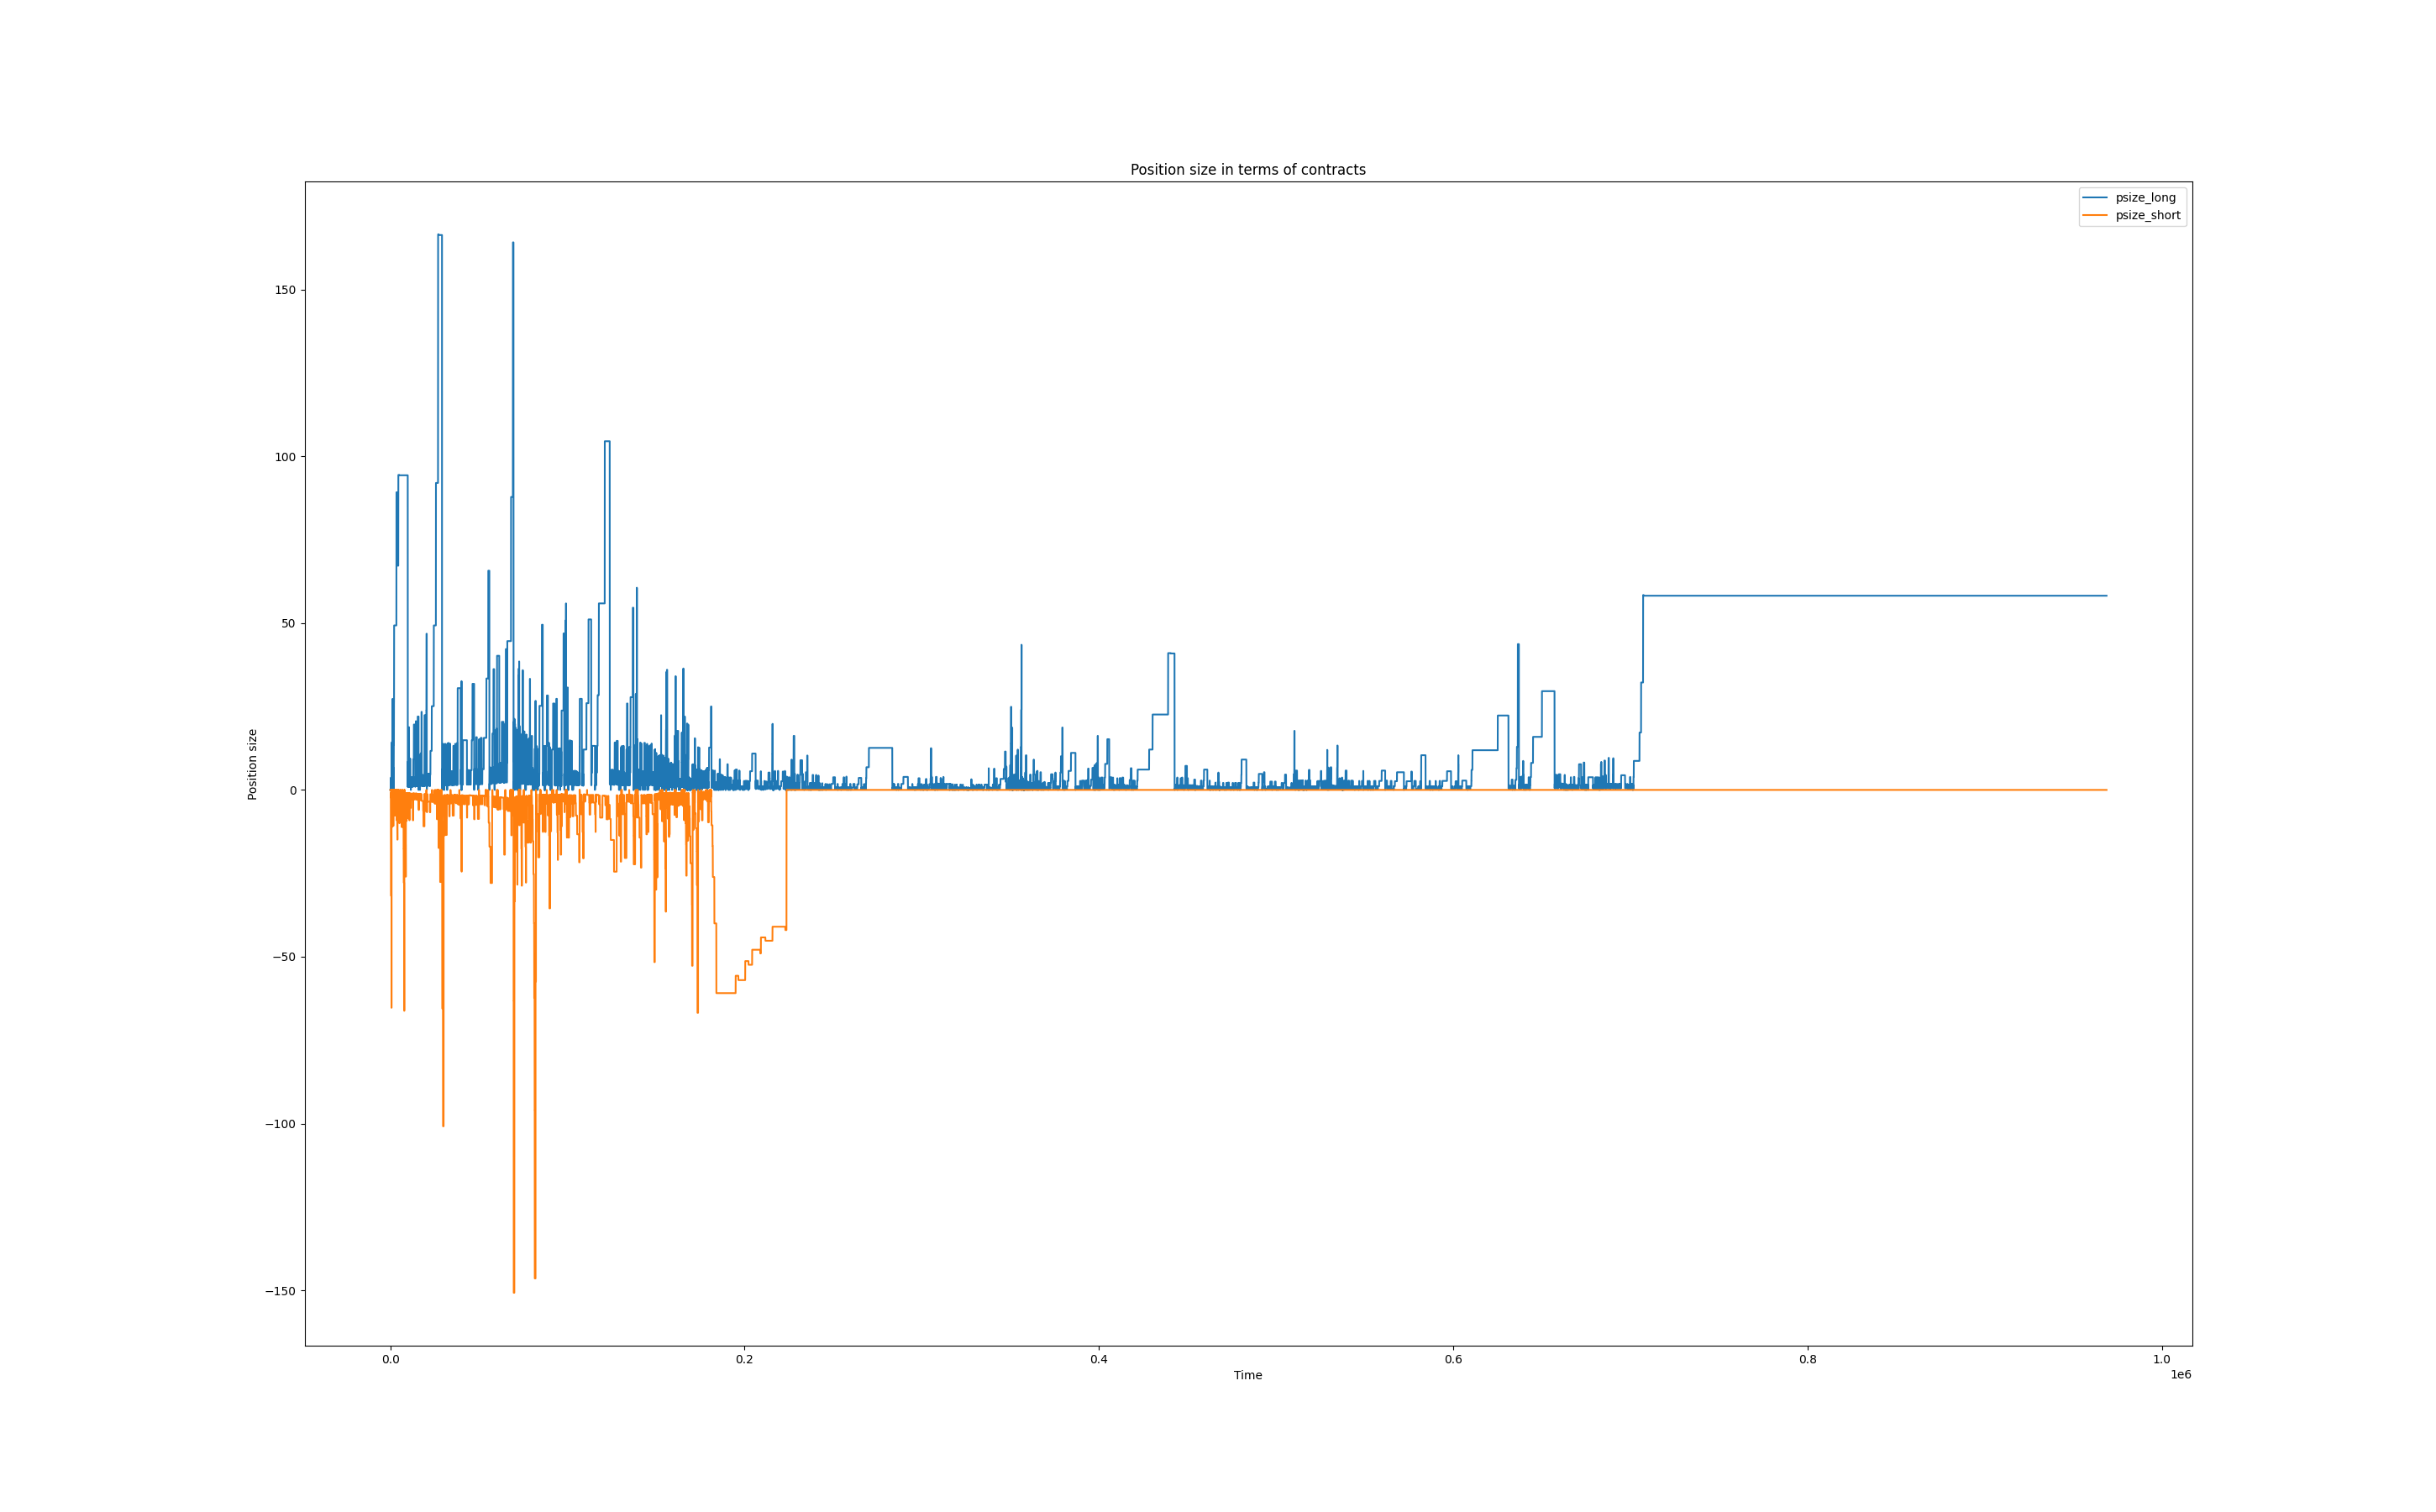 Position size in terms of contracts
psize_long
psize_short
Position size
150
100
50
0
−50
−100
−150
0.0
0.2
0.4
0.6
0.8
1.0
1e6
Time